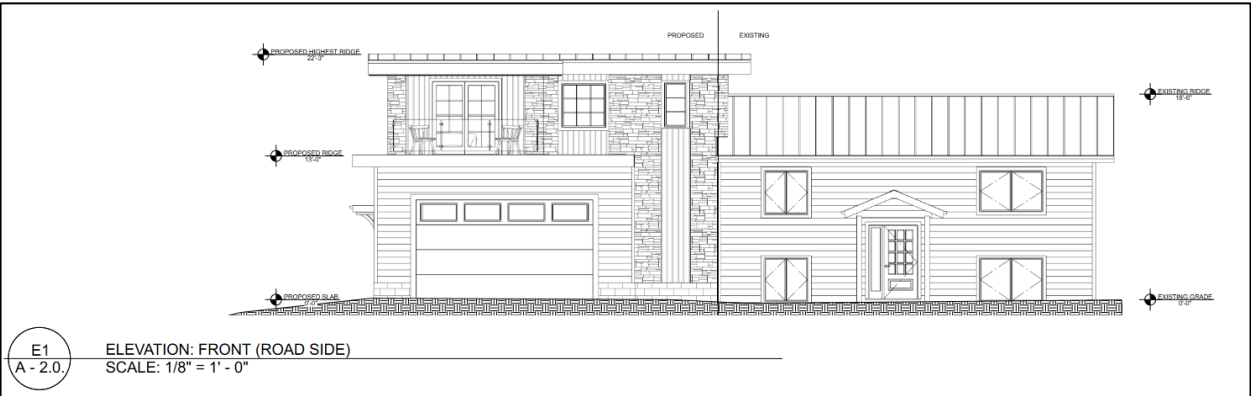 PROPOSED EXISTING
PROPOSED HIGHEST RIDGE
22'-3"
EXISTING RIDGE
18'-6"
PROPOSED RIDGE
13'-0"
PROPOSED SLAB
0'-0"
EXISTING GRADE
0'-0"
E1
A - 2.0.
ELEVATION: FRONT (ROAD SIDE)
SCALE: 1/8" = 1' - 0"